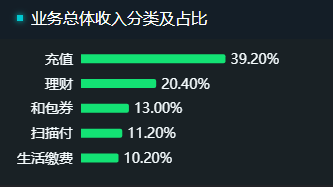 业务总体收入分类及占比
充值 39.20%
理财 20.40%
和包券 13.00%
扫描付 11.20%
生活缴费 10.20%